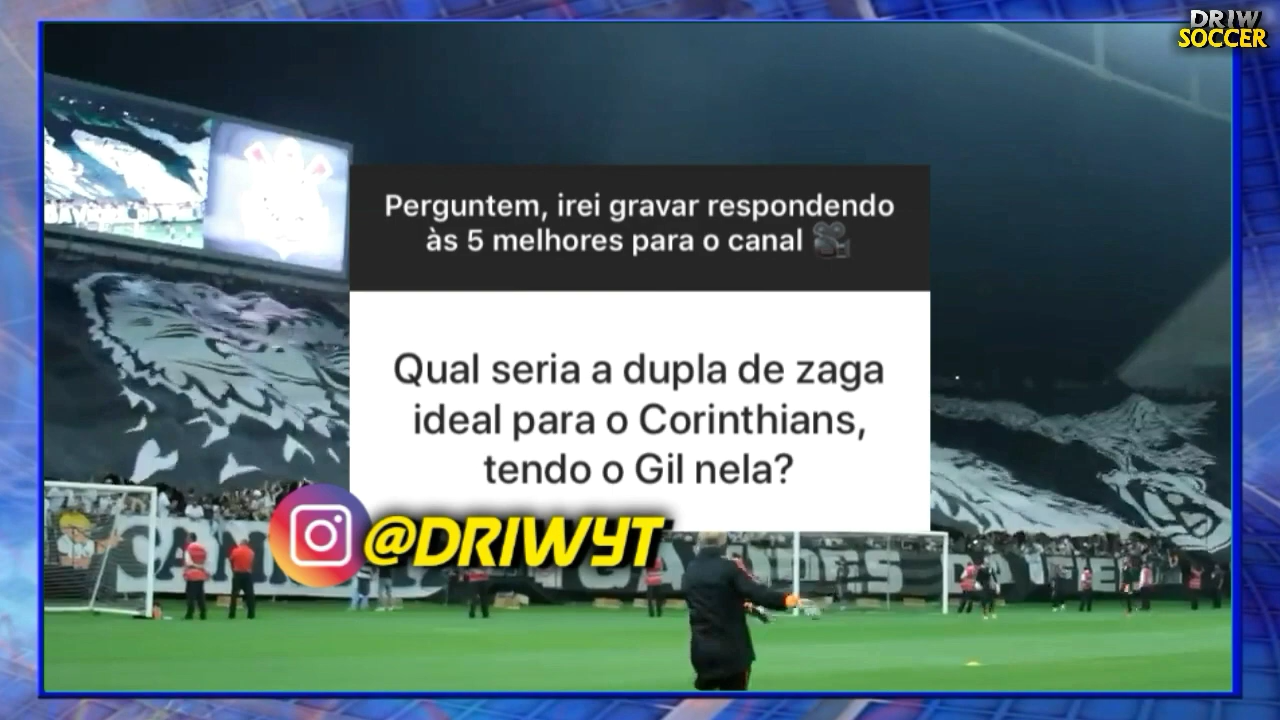 DRIW
SOCCER
Perguntem, irei gravar respondendo
às 5 melhores para o canal 🎥
Qual seria a dupla de zaga
ideal para o Corinthians,
tendo o Gil nela?
@DRIWYT